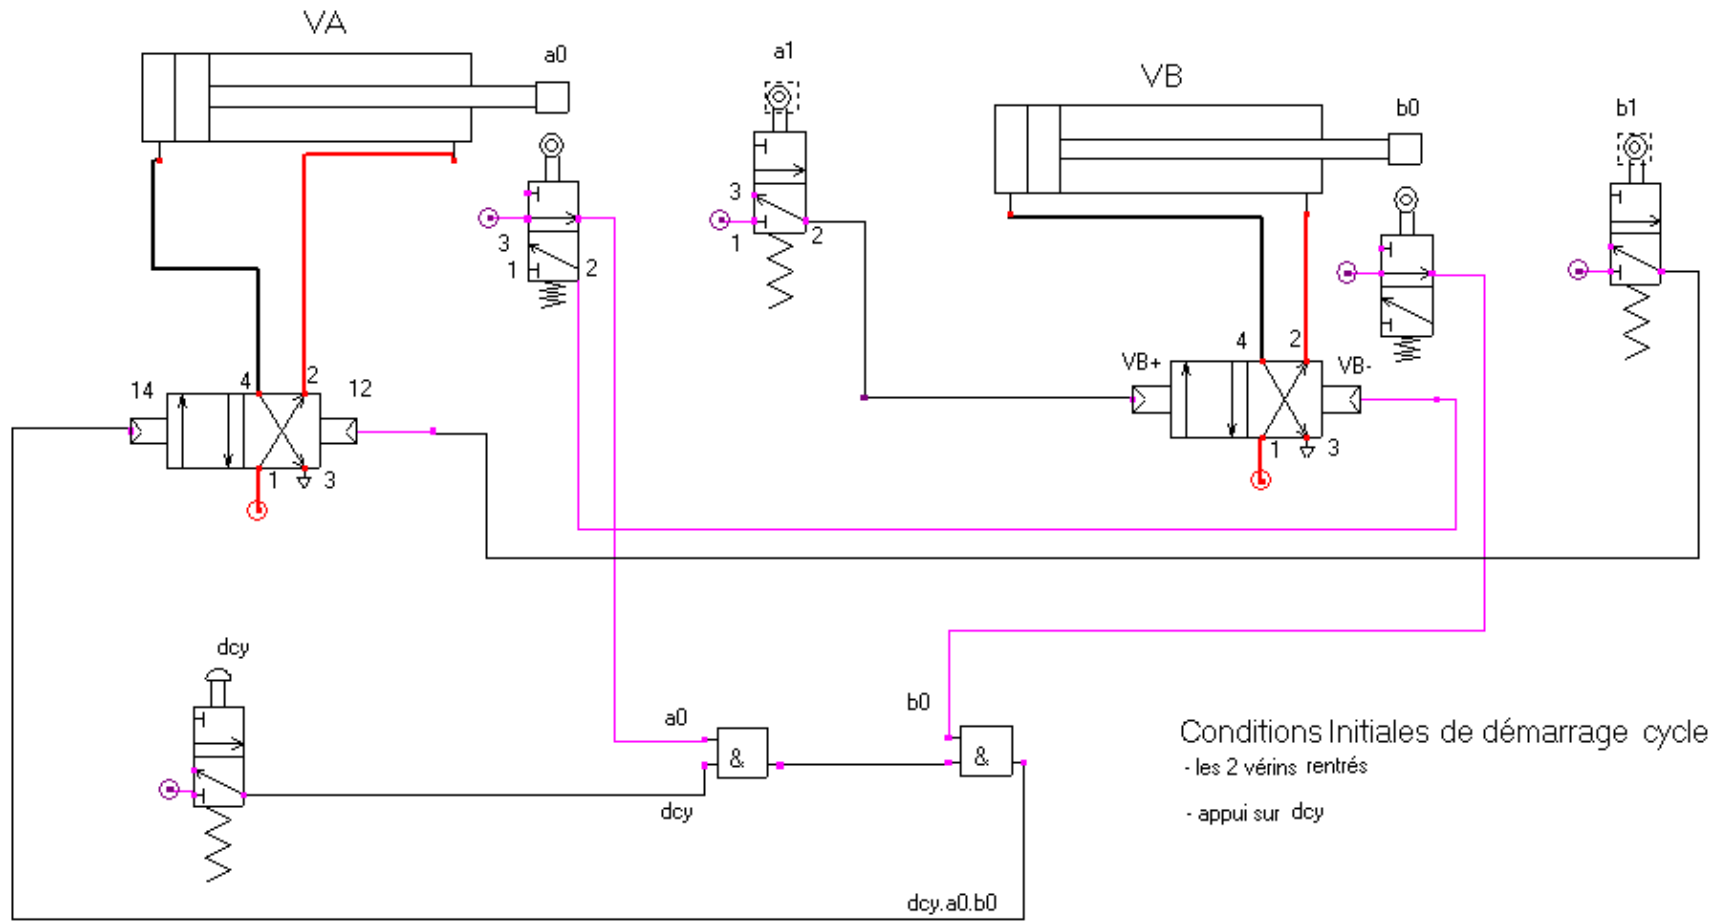 VA
a0
a1
VB
b0
b1
3
1
2
3
1
2
14
4
2
12
1
3
VB+
4
2
VB-
1
3
dcy
a0
&
dcy
b0
&
dcy.a0.b0
Conditions Initiales de démarrage cycle
- les 2 vérins rentrés
- appui sur dcy